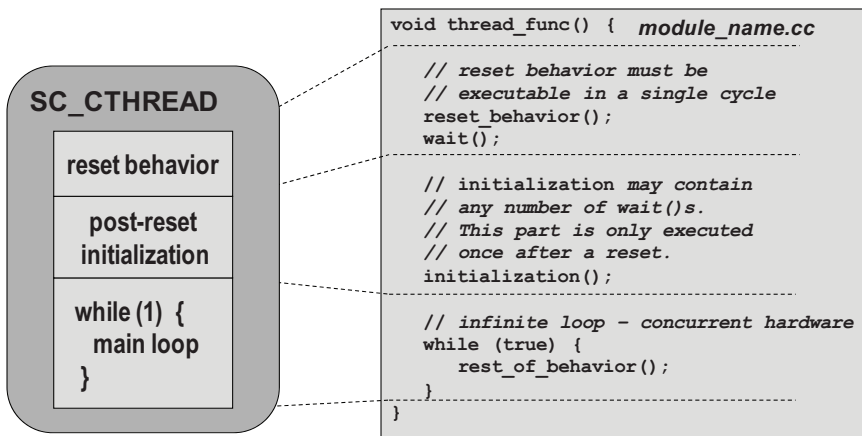 SC_CTHREAD
reset behavior
post-reset
initialization
while (1) {
main loop
}
void thread_func() { module_name.cc
// reset behavior must be
// executable in a single cycle
reset_behavior();
wait();
// initialization may contain
// any number of wait()s.
// This part is only executed
// once after a reset.
initialization();
// infinite loop – concurrent hardware
while (true) {
rest_of_behavior();
}
}